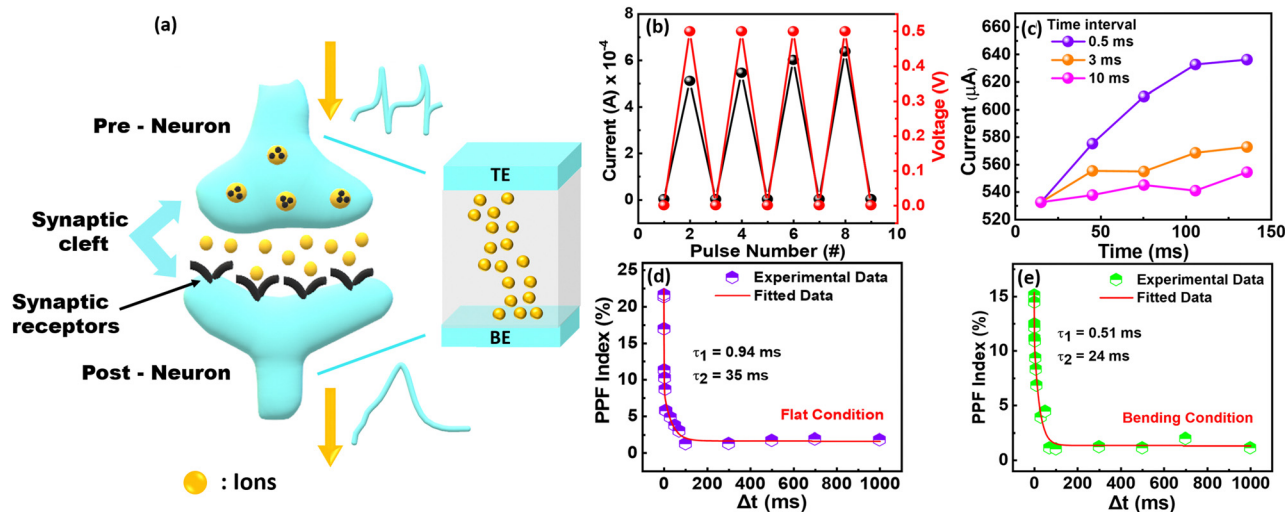 (a)
Pre - Neuron
Synaptic
cleft
Synaptic
receptors
Post - Neuron
: Ions
TE
BE
(b)
Current (A) x 10⁻⁴
8
6
4
2
0
0 2 4 6 8 10
Pulse Number (#)
0.5
0.4
0.3
0.2
0.1
0.0
Voltage (V)
(c)
Time interval
0.5 ms
3 ms
10 ms
Current (μA)
660
640
620
600
580
560
540
520
0 50 100 150
Time (ms)
(d)
Experimental Data
Fitted Data
τ1 = 0.94 ms
τ2 = 35 ms
Flat Condition
PPF Index (%)
25
20
15
10
5
0
0 200 400 600 800 1000
Δt (ms)
(e)
Experimental Data
Fitted Data
τ1 = 0.51 ms
τ2 = 24 ms
Bending Condition
PPF Index (%)
15
10
5
0
0 200 400 600 800 1000
Δt (ms)